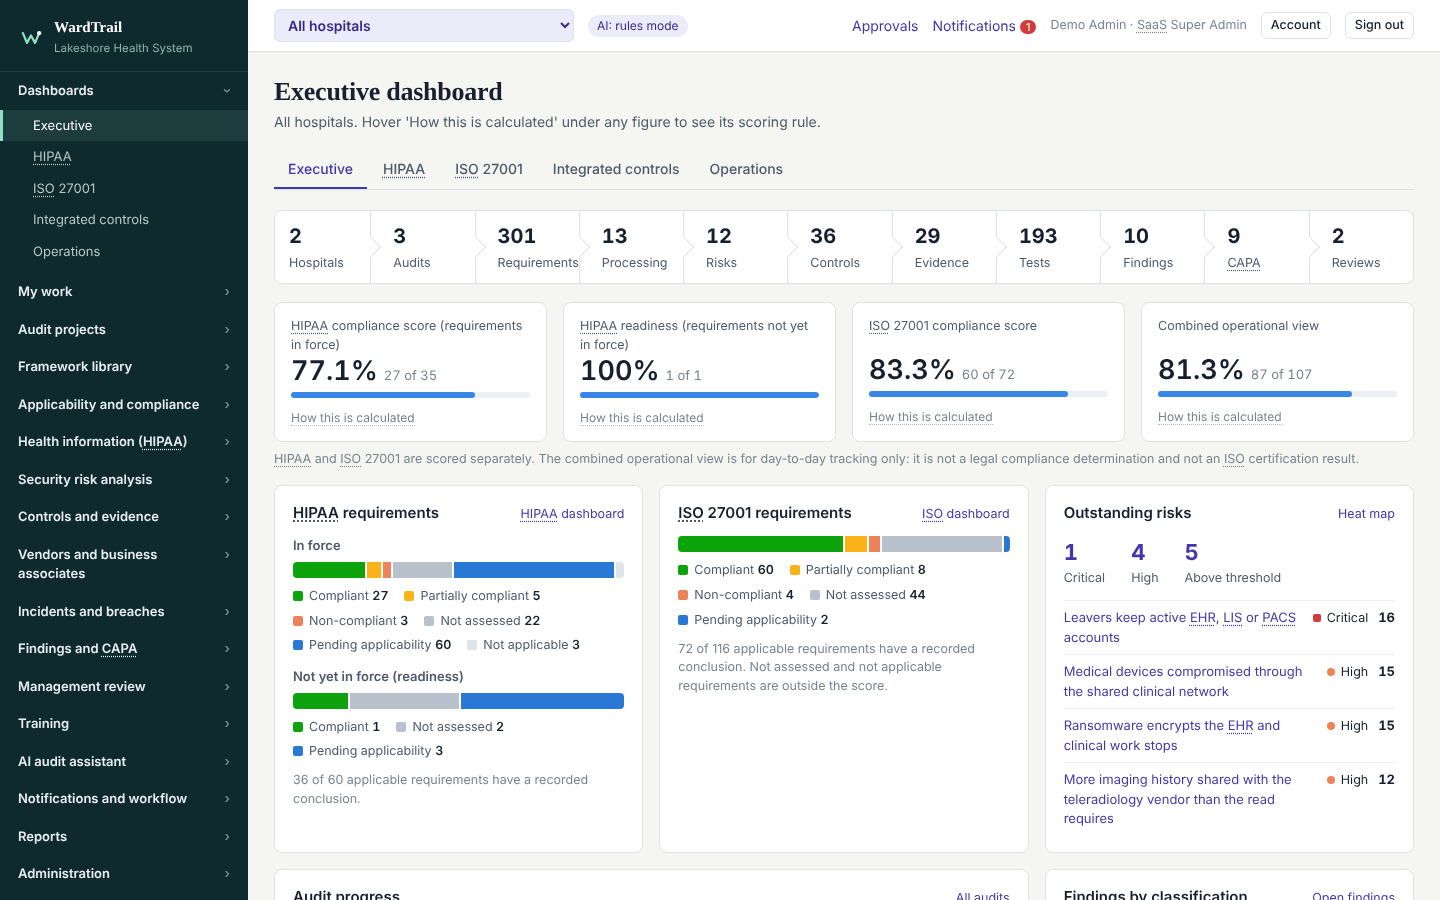 WardTrail
Lakeshore Health System
Dashboards
Executive
HIPAA
ISO 27001
Integrated controls
Operations
My work
Audit projects
Framework library
Applicability and compliance
Health information (HIPAA)
Security risk analysis
Controls and evidence
Vendors and business
associates
Incidents and breaches
Findings and CAPA
Management review
Training
AI audit assistant
Notifications and workflow
Reports
Administration
All hospitals
AI: rules mode
Approvals
Notifications 1
Demo Admin · SaaS Super Admin
Account
Sign out
Executive dashboard
All hospitals. Hover 'How this is calculated' under any figure to see its scoring rule.
Executive
HIPAA
ISO 27001
Integrated controls
Operations
2
Hospitals
3
Audits
301
Requirements
13
Processing
12
Risks
36
Controls
29
Evidence
193
Tests
10
Findings
9
CAPA
2
Reviews
HIPAA compliance score (requirements
in force)
77.1% 27 of 35
How this is calculated
HIPAA readiness (requirements not yet
in force)
100% 1 of 1
How this is calculated
ISO 27001 compliance score
83.3% 60 of 72
How this is calculated
Combined operational view
81.3% 87 of 107
How this is calculated
HIPAA and ISO 27001 are scored separately. The combined operational view is for day-to-day tracking only: it is not a legal compliance determination and not an ISO certification result.
HIPAA requirements
HIPAA dashboard
In force
Compliant 27
Partially compliant 5
Non-compliant 3
Not assessed 22
Pending applicability 60
Not applicable 3
Not yet in force (readiness)
Compliant 1
Not assessed 2
Pending applicability 3
36 of 60 applicable requirements have a recorded
conclusion.
ISO 27001 requirements
ISO dashboard
Compliant 60
Partially compliant 8
Non-compliant 4
Not assessed 44
Pending applicability 2
72 of 116 applicable requirements have a recorded
conclusion. Not assessed and not applicable
requirements are outside the score.
Outstanding risks
Heat map
1
Critical
4
High
5
Above threshold
Leavers keep active EHR, LIS or PACS
accounts
Critical 16
Medical devices compromised through
the shared clinical network
High 15
Ransomware encrypts the EHR and
clinical work stops
High 15
More imaging history shared with the
teleradiology vendor than the read
requires
High 12
Audit progress
All audits
Findings by classification
Open findings